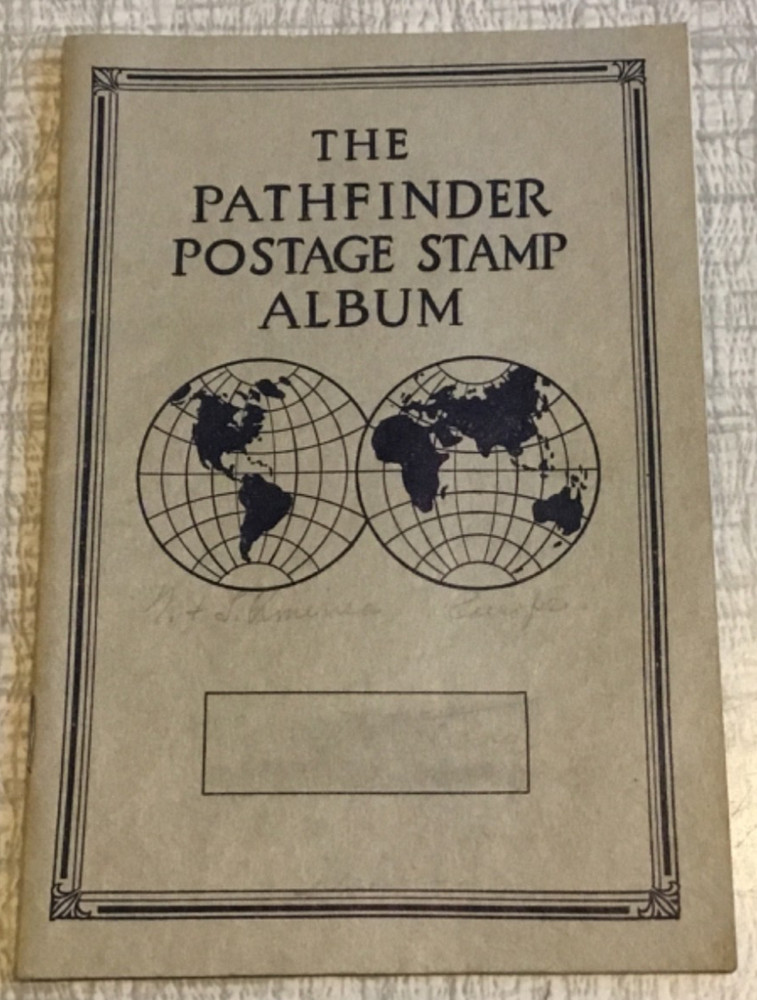 THE
PATHFINDER
POSTAGE STAMP
ALBUM
N. + S. America Europe.